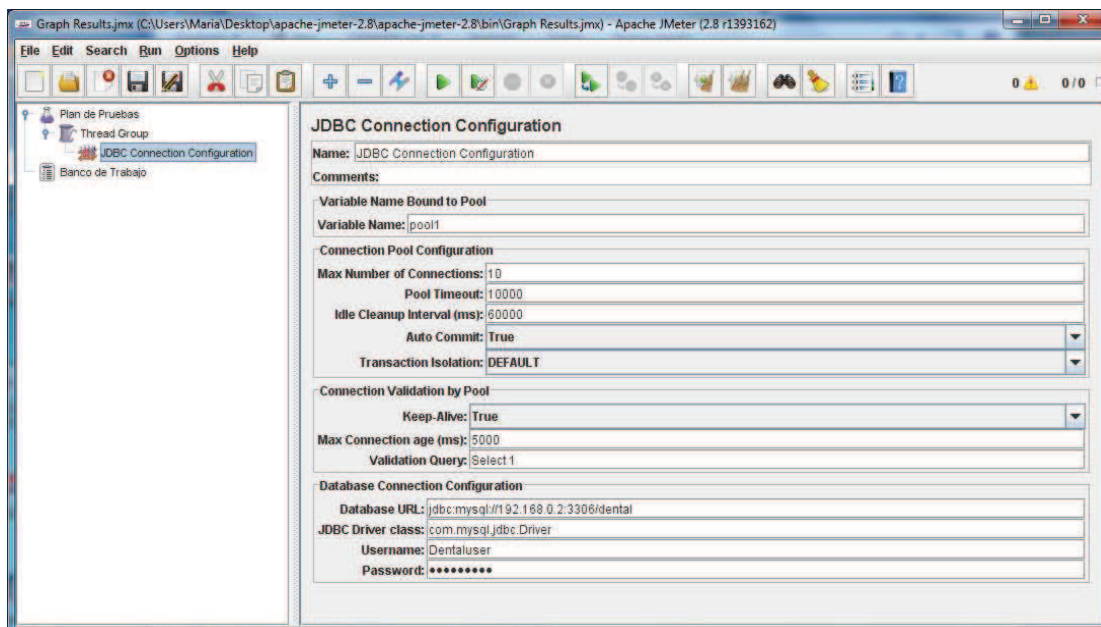 Graph Results.jmx (C:\Users\Maria\Desktop\apache-jmeter-2.8\apache-jmeter-2.8\bin\Graph Results.jmx) - Apache JMeter (2.8 r1393162)
File Edit Search Run Options Help
0 0 / 0
Plan de Pruebas
Thread Group
JDBC Connection Configuration
Banco de Trabajo
JDBC Connection Configuration
Name: JDBC Connection Configuration
Comments:
Variable Name Bound to Pool
Variable Name: pool1
Connection Pool Configuration
Max Number of Connections: 10
Pool Timeout: 10000
Idle Cleanup Interval (ms): 60000
Auto Commit: True
Transaction Isolation: DEFAULT
Connection Validation by Pool
Keep-Alive: True
Max Connection age (ms): 5000
Validation Query: Select 1
Database Connection Configuration
Database URL: jdbc:mysql://192.168.0.2:3306/dental
JDBC Driver class: com.mysql.jdbc.Driver
Username: Dentaluser
Password: •••••••••